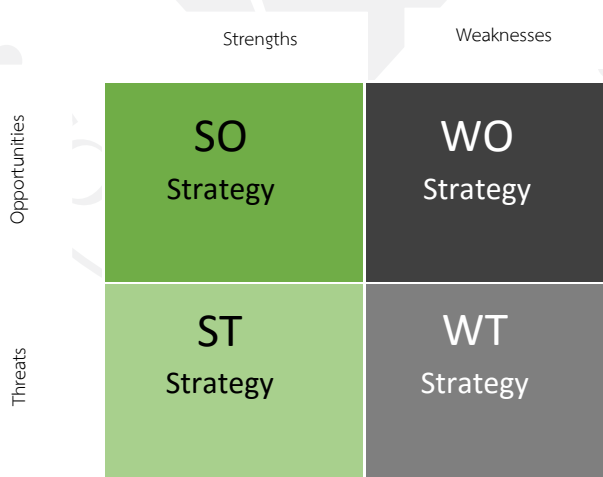 Strengths
Weaknesses
Opportunities
SO
Strategy
WO
Strategy
Threats
ST
Strategy
WT
Strategy